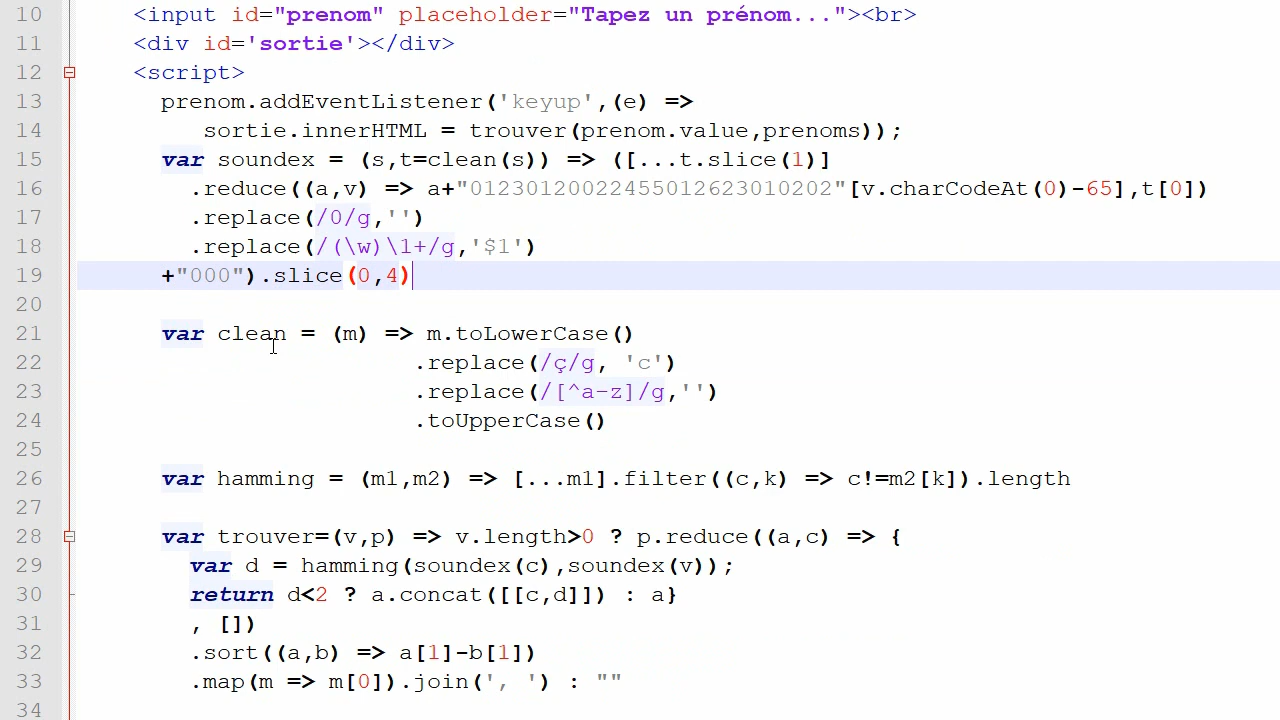 10 <input id="prenom" placeholder="Tapez un prénom..."><br>
11 <div id='sortie'></div>
12 <script>
13 prenom.addEventListener('keyup',(e) =>
14 sortie.innerHTML = trouver(prenom.value,prenoms));
15 var soundex = (s,t=clean(s)) => ([...t.slice(1)]
16 .reduce((a,v) => a+"01230120022455012623010202"[v.charCodeAt(0)-65],t[0])
17 .replace(/0/g,'')
18 .replace(/(\w)\1+/g,'$1')
19 +"000").slice(0,4)
20
21 var clean = (m) => m.toLowerCase()
22 .replace(/ç/g, 'c')
23 .replace(/[^a-z]/g,'')
24 .toUpperCase()
25
26 var hamming = (m1,m2) => [...m1].filter((c,k) => c!=m2[k]).length
27
28 var trouver=(v,p) => v.length>0 ? p.reduce((a,c) => {
29 var d = hamming(soundex(c),soundex(v));
30 return d<2 ? a.concat([[c,d]]) : a}
31 , [])
32 .sort((a,b) => a[1]-b[1])
33 .map(m => m[0]).join(', ') : ""
34